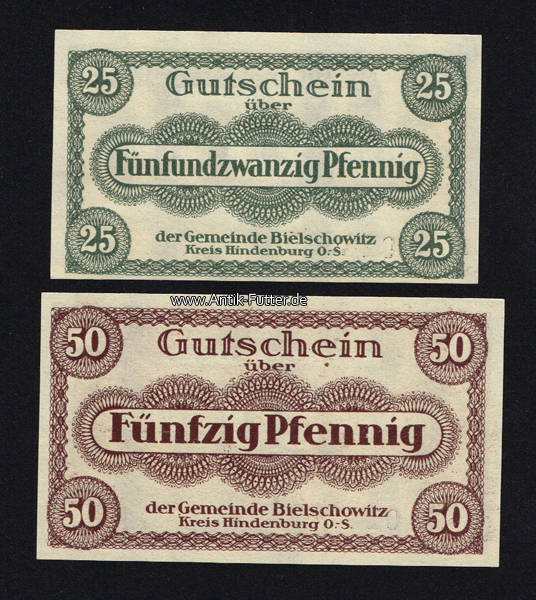 25 Gutschein 25
über
Fünfundzwanzig Pfennig
der Gemeinde Bielschowitz
25 Kreis Hindenburg O.-S. 25
www.Antik-Futter.de
50 Gutschein 50
über
Fünfzig Pfennig
der Gemeinde Bielschowitz
50 Kreis Hindenburg O.-S. 50